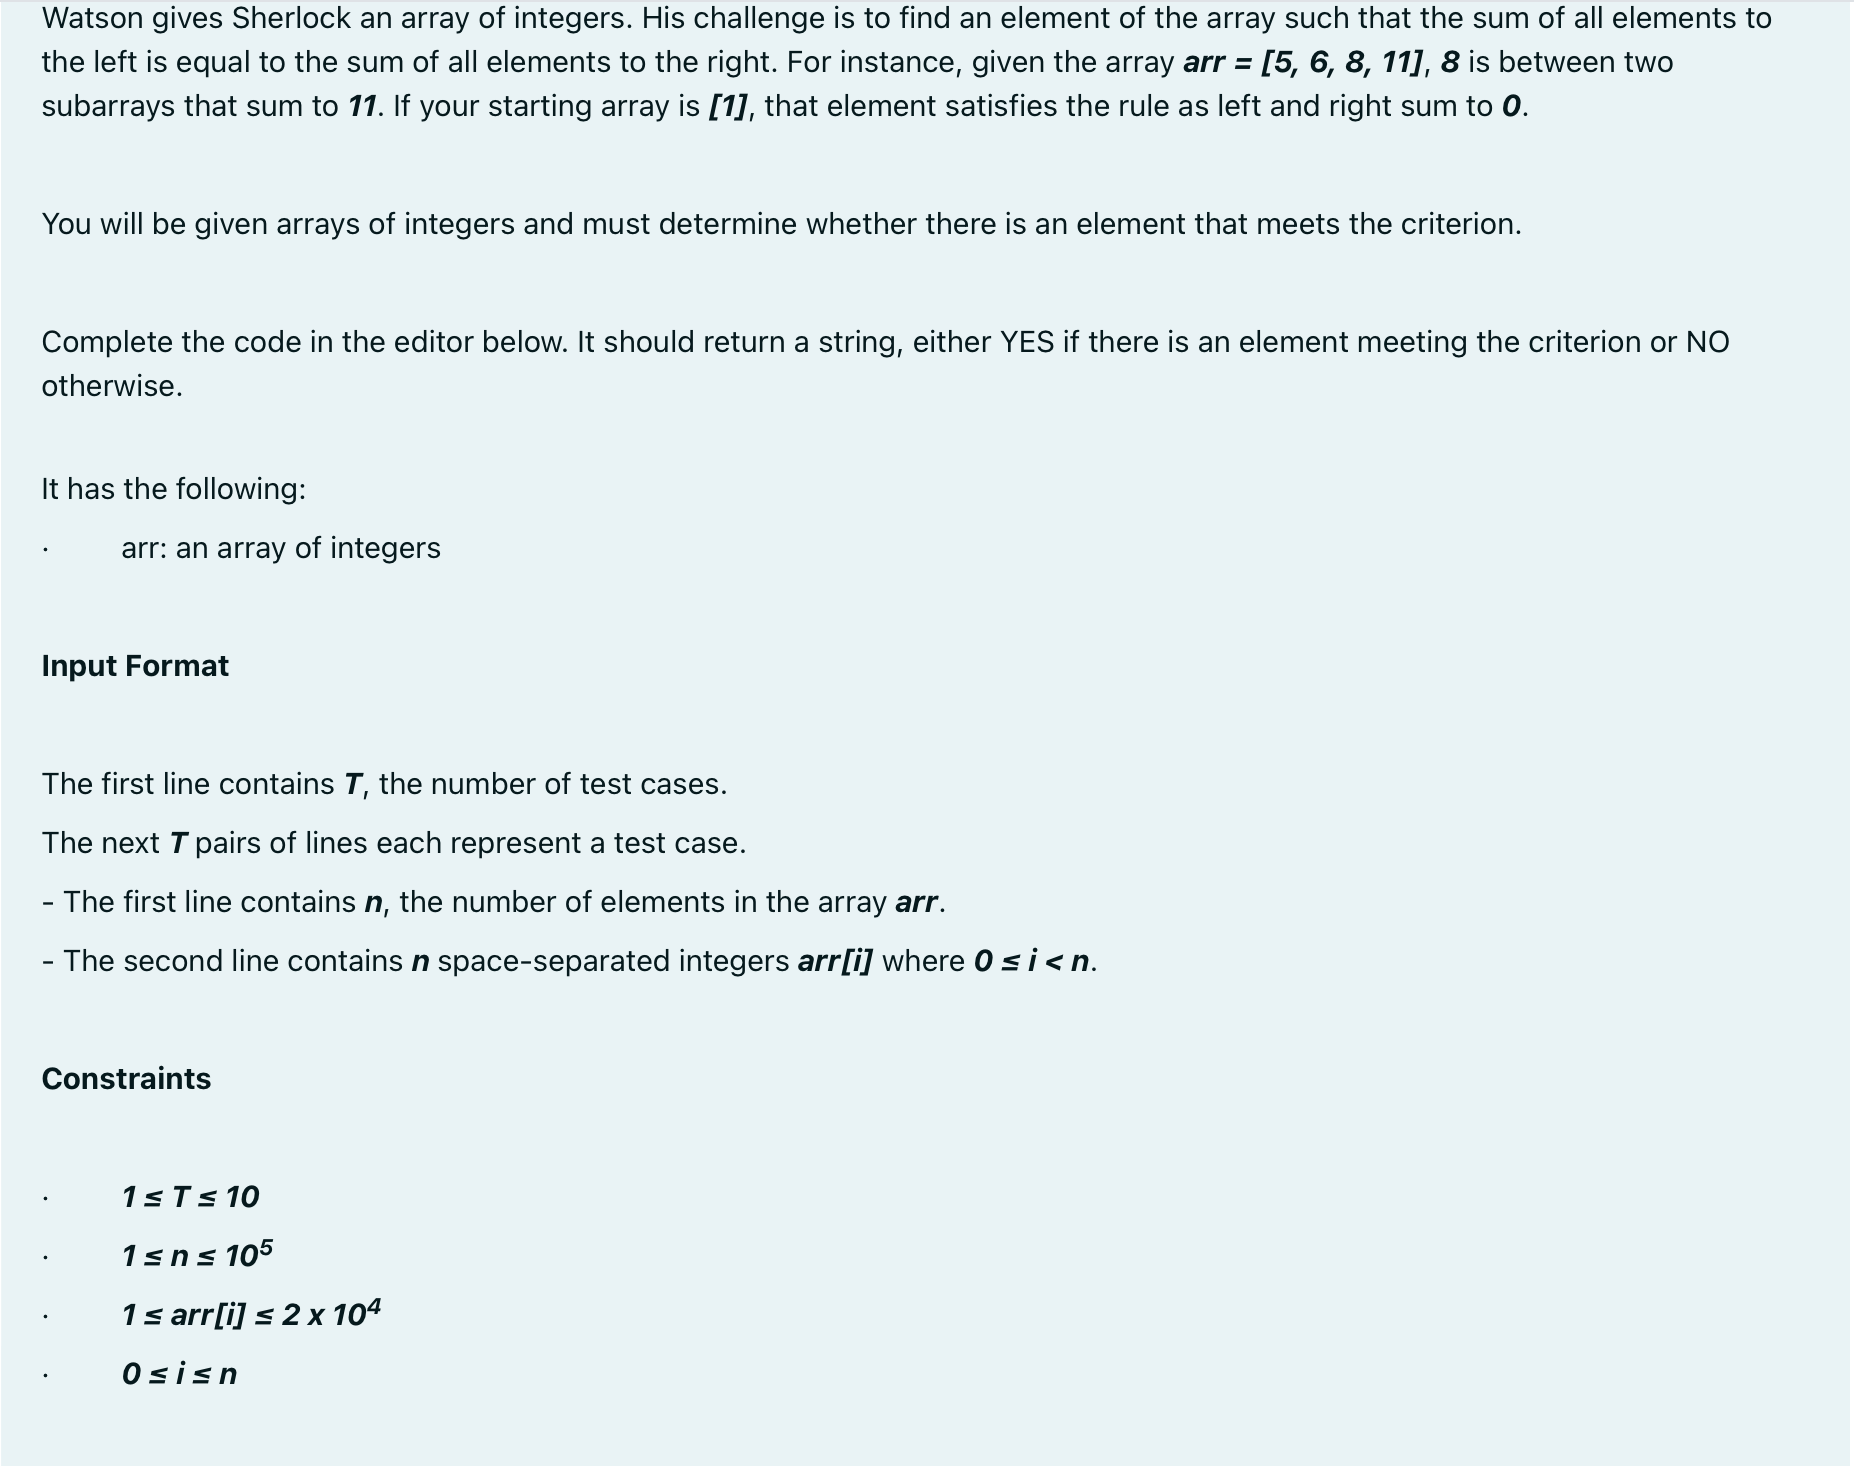 Watson gives Sherlock an array of integers. His challenge is to find an element of the array such that the sum of all elements to
the left is equal to the sum of all elements to the right. For instance, given the array arr = [5, 6, 8, 11], 8 is between two
subarrays that sum to 11. If your starting array is [1], that element satisfies the rule as left and right sum to 0.
You will be given arrays of integers and must determine whether there is an element that meets the criterion.
Complete the code in the editor below. It should return a string, either YES if there is an element meeting the criterion or NO
otherwise.
It has the following:
· arr: an array of integers
Input Format
The first line contains T, the number of test cases.
The next T pairs of lines each represent a test case.
- The first line contains n, the number of elements in the array arr.
- The second line contains n space-separated integers arr[i] where 0 ≤ i < n.
Constraints
· 1 ≤ T ≤ 10
· 1 ≤ n ≤ 10⁵
· 1 ≤ arr[i] ≤ 2 x 10⁴
· 0 ≤ i ≤ n